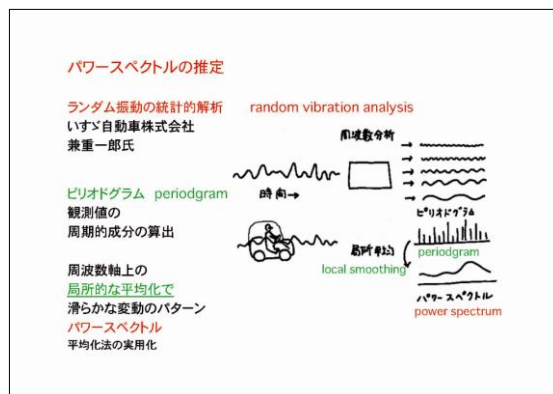 パワースペクトルの推定
ランダム振動の統計的解析 random vibration analysis
いすゞ自動車株式会社
兼重一郎氏
ピリオドグラム periodgram
観測値の
周期的成分の算出
周波数軸上の
局所的な平均化で
滑らかな変動のパターン
パワースペクトル
平均化法の実用化
周波数分析
時間→
ピリオドグラム
periodgram
局所平均
local smoothing
パワースペクトル
power spectrum